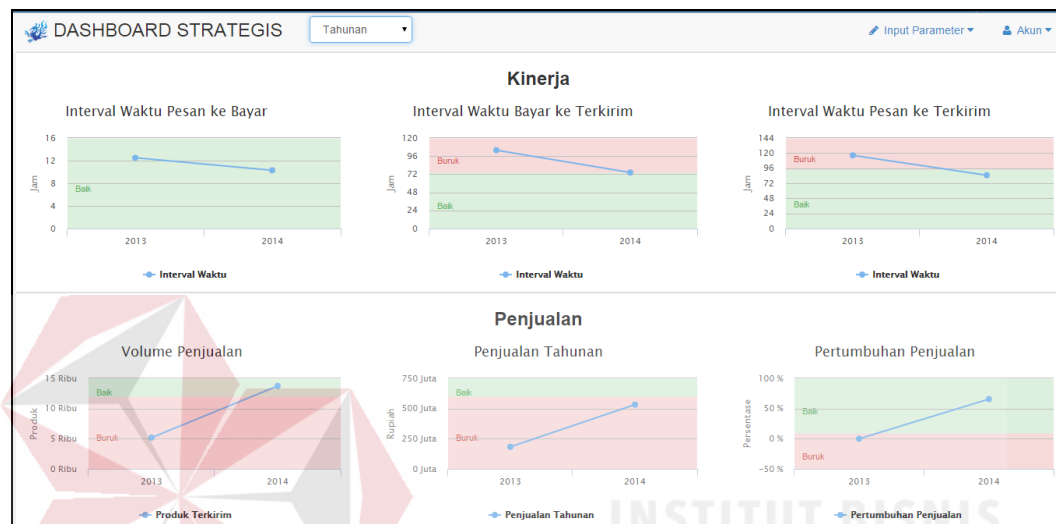 DASHBOARD STRATEGIS Tahunan Input Parameter Akun
Kinerja
Interval Waktu Pesan ke Bayar
16
12
8
4
0
Jam
Baik
2013 2014
Interval Waktu
Interval Waktu Bayar ke Terkirim
120
96
72
48
24
0
Jam
Buruk
Baik
2013 2014
Interval Waktu
Interval Waktu Pesan ke Terkirim
144
120
96
72
48
24
0
Jam
Buruk
Baik
2013 2014
Interval Waktu
Penjualan
Volume Penjualan
15 Ribu
10 Ribu
5 Ribu
0 Ribu
Produk
Baik
Buruk
2013 2014
Produk Terkirim
Penjualan Tahunan
750 Juta
500 Juta
250 Juta
0 Juta
Rupiah
Baik
Buruk
2013 2014
Penjualan Tahunan
Pertumbuhan Penjualan
100 %
50 %
0 %
-50 %
Persentase
Baik
Buruk
2013 2014
Pertumbuhan Penjualan
INSTITUT BISNIS